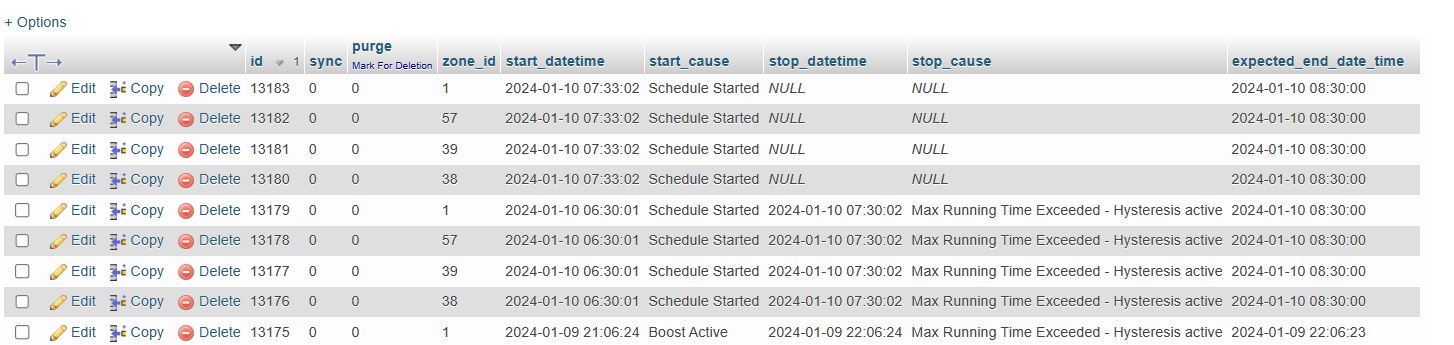 + Options
←T→ id 1 sync purge Mark For Deletion zone_id start_datetime start_cause stop_datetime stop_cause expected_end_date_time
Edit Copy Delete 13183 0 0 1 2024-01-10 07:33:02 Schedule Started NULL NULL 2024-01-10 08:30:00
Edit Copy Delete 13182 0 0 57 2024-01-10 07:33:02 Schedule Started NULL NULL 2024-01-10 08:30:00
Edit Copy Delete 13181 0 0 39 2024-01-10 07:33:02 Schedule Started NULL NULL 2024-01-10 08:30:00
Edit Copy Delete 13180 0 0 38 2024-01-10 07:33:02 Schedule Started NULL NULL 2024-01-10 08:30:00
Edit Copy Delete 13179 0 0 1 2024-01-10 06:30:01 Schedule Started 2024-01-10 07:30:02 Max Running Time Exceeded - Hysteresis active 2024-01-10 08:30:00
Edit Copy Delete 13178 0 0 57 2024-01-10 06:30:01 Schedule Started 2024-01-10 07:30:02 Max Running Time Exceeded - Hysteresis active 2024-01-10 08:30:00
Edit Copy Delete 13177 0 0 39 2024-01-10 06:30:01 Schedule Started 2024-01-10 07:30:02 Max Running Time Exceeded - Hysteresis active 2024-01-10 08:30:00
Edit Copy Delete 13176 0 0 38 2024-01-10 06:30:01 Schedule Started 2024-01-10 07:30:02 Max Running Time Exceeded - Hysteresis active 2024-01-10 08:30:00
Edit Copy Delete 13175 0 0 1 2024-01-09 21:06:24 Boost Active 2024-01-09 22:06:24 Max Running Time Exceeded - Hysteresis active 2024-01-09 22:06:23